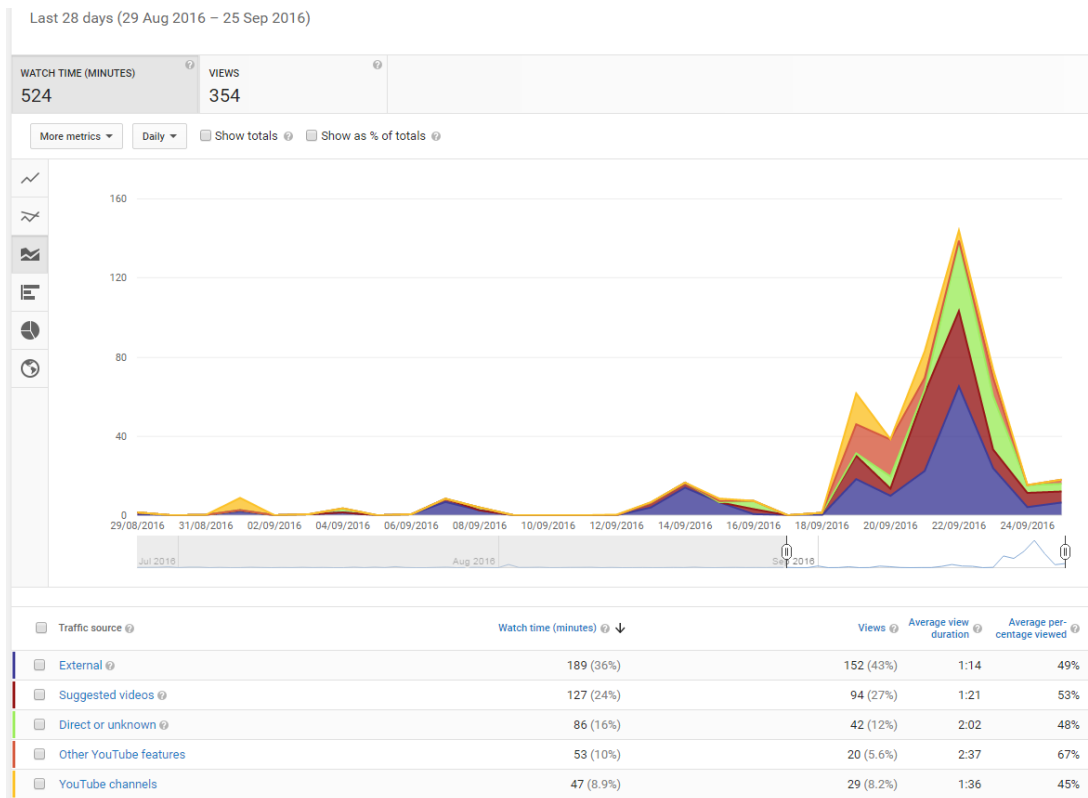 Last 28 days (29 Aug 2016 – 25 Sep 2016)
WATCH TIME (MINUTES) ?
524
VIEWS ?
354
More metrics
Daily
Show totals ?
Show as % of totals ?
160
120
80
40
0
29/08/2016 31/08/2016 02/09/2016 04/09/2016 06/09/2016 08/09/2016 10/09/2016 12/09/2016 14/09/2016 16/09/2016 18/09/2016 20/09/2016 22/09/2016 24/09/2016
Jul 2016 Aug 2016 Sep 2016
Traffic source ? Watch time (minutes) ? ↓ Views ? Average view duration ? Average per-centage viewed ?
External ? 189 (36%) 152 (43%) 1:14 49%
Suggested videos ? 127 (24%) 94 (27%) 1:21 53%
Direct or unknown ? 86 (16%) 42 (12%) 2:02 48%
Other YouTube features 53 (10%) 20 (5.6%) 2:37 67%
YouTube channels 47 (8.9%) 29 (8.2%) 1:36 45%